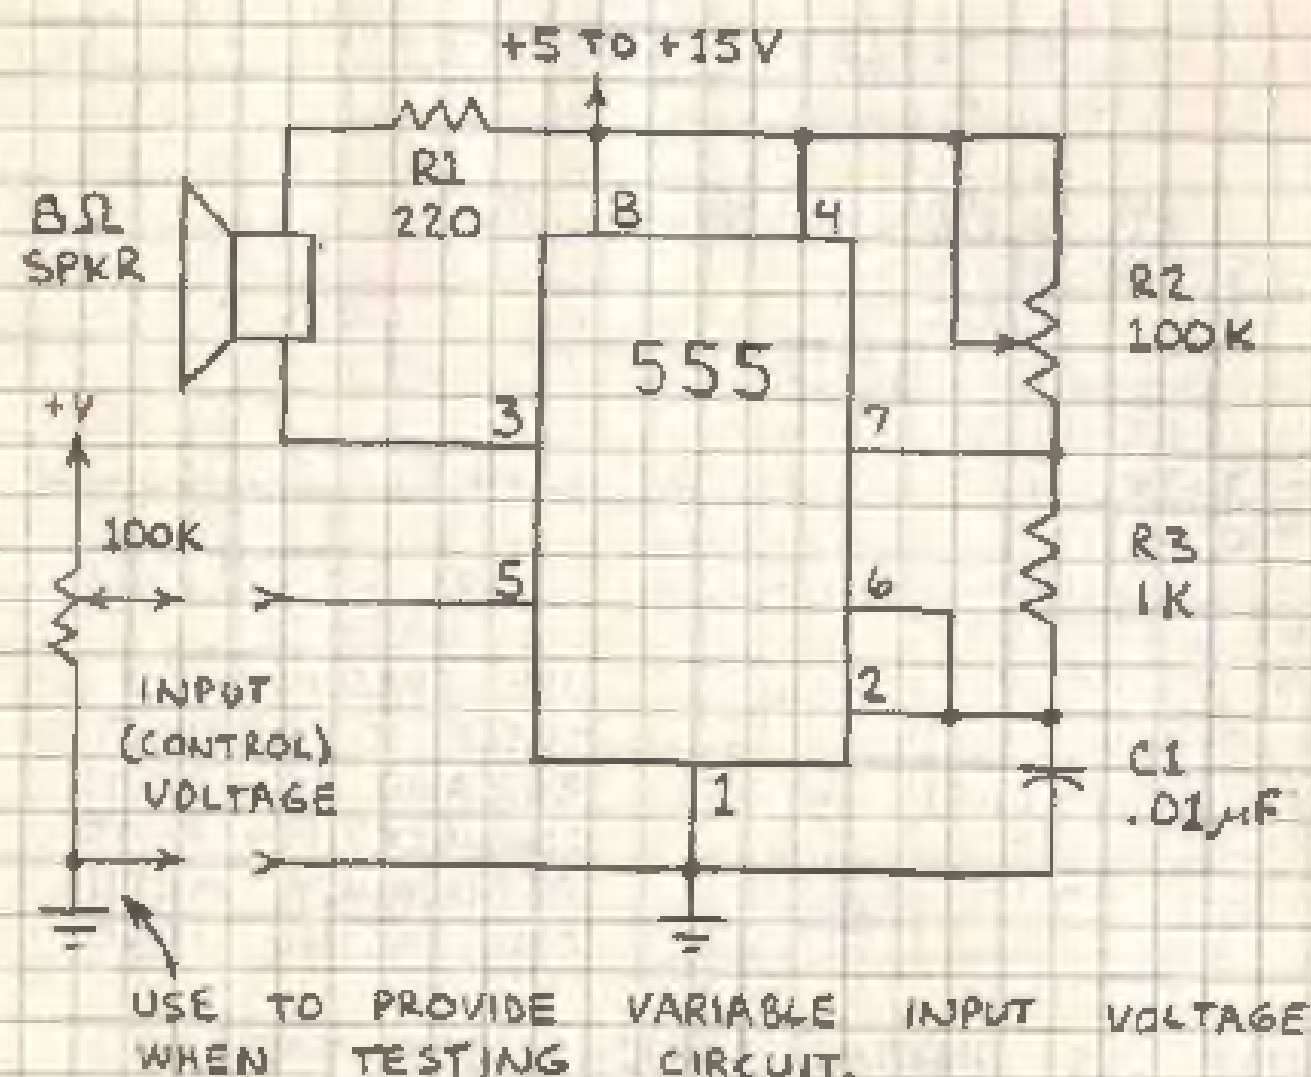 +5 TO +15V
R1
220
8Ω
SPKR
8
4
R2
100K
555
+V
3
7
100K
5
6
R3
1K
2
INPUT
(CONTROL)
VOLTAGE
1
C1
.01µF
USE TO PROVIDE VARIABLE INPUT VOLTAGE
WHEN TESTING CIRCUIT.